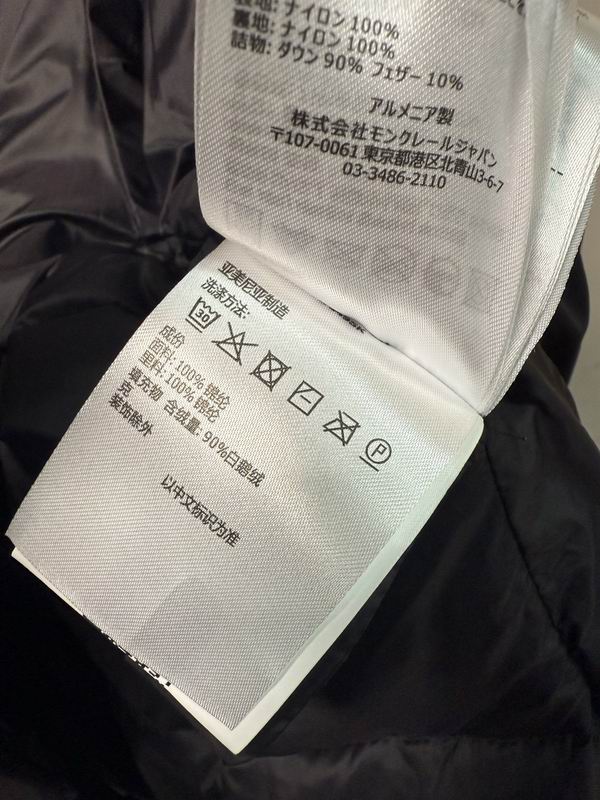 表地: ナイロン 100%
裏地: ナイロン 100%
詰物: ダウン 90% フェザー 10%
アルメニア製
株式会社モンクレールジャパン
〒107-0061 東京都港区北青山3-6-7
03-3486-2110
亚美尼亚制造
洗涤方法:
30
P
成份
面料: 100% 锦纶
里料: 100% 锦纶
填充物 含绒量: 90%白鹅绒
克
装饰除外
以中文标识为准